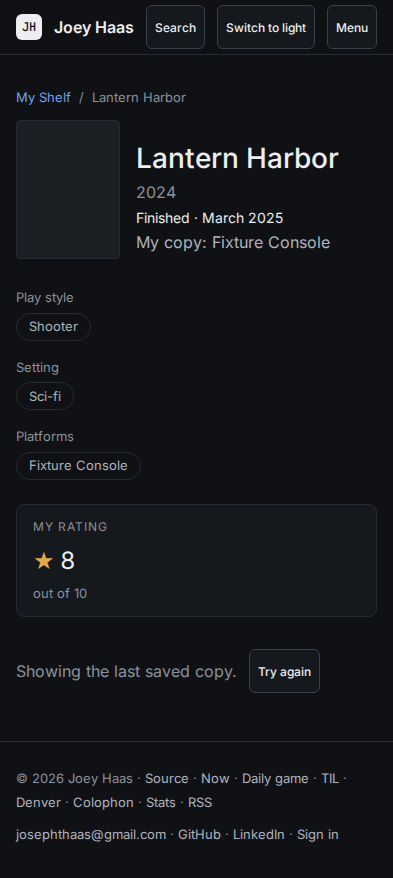 JH Joey Haas Search Switch to light Menu
My Shelf / Lantern Harbor
Lantern Harbor
2024
Finished · March 2025
My copy: Fixture Console
Play style
Shooter
Setting
Sci-fi
Platforms
Fixture Console
MY RATING
★ 8
out of 10
Showing the last saved copy. Try again
© 2026 Joey Haas · Source · Now · Daily game · TIL ·
Denver · Colophon · Stats · RSS
josephthaas@gmail.com · GitHub · LinkedIn · Sign in